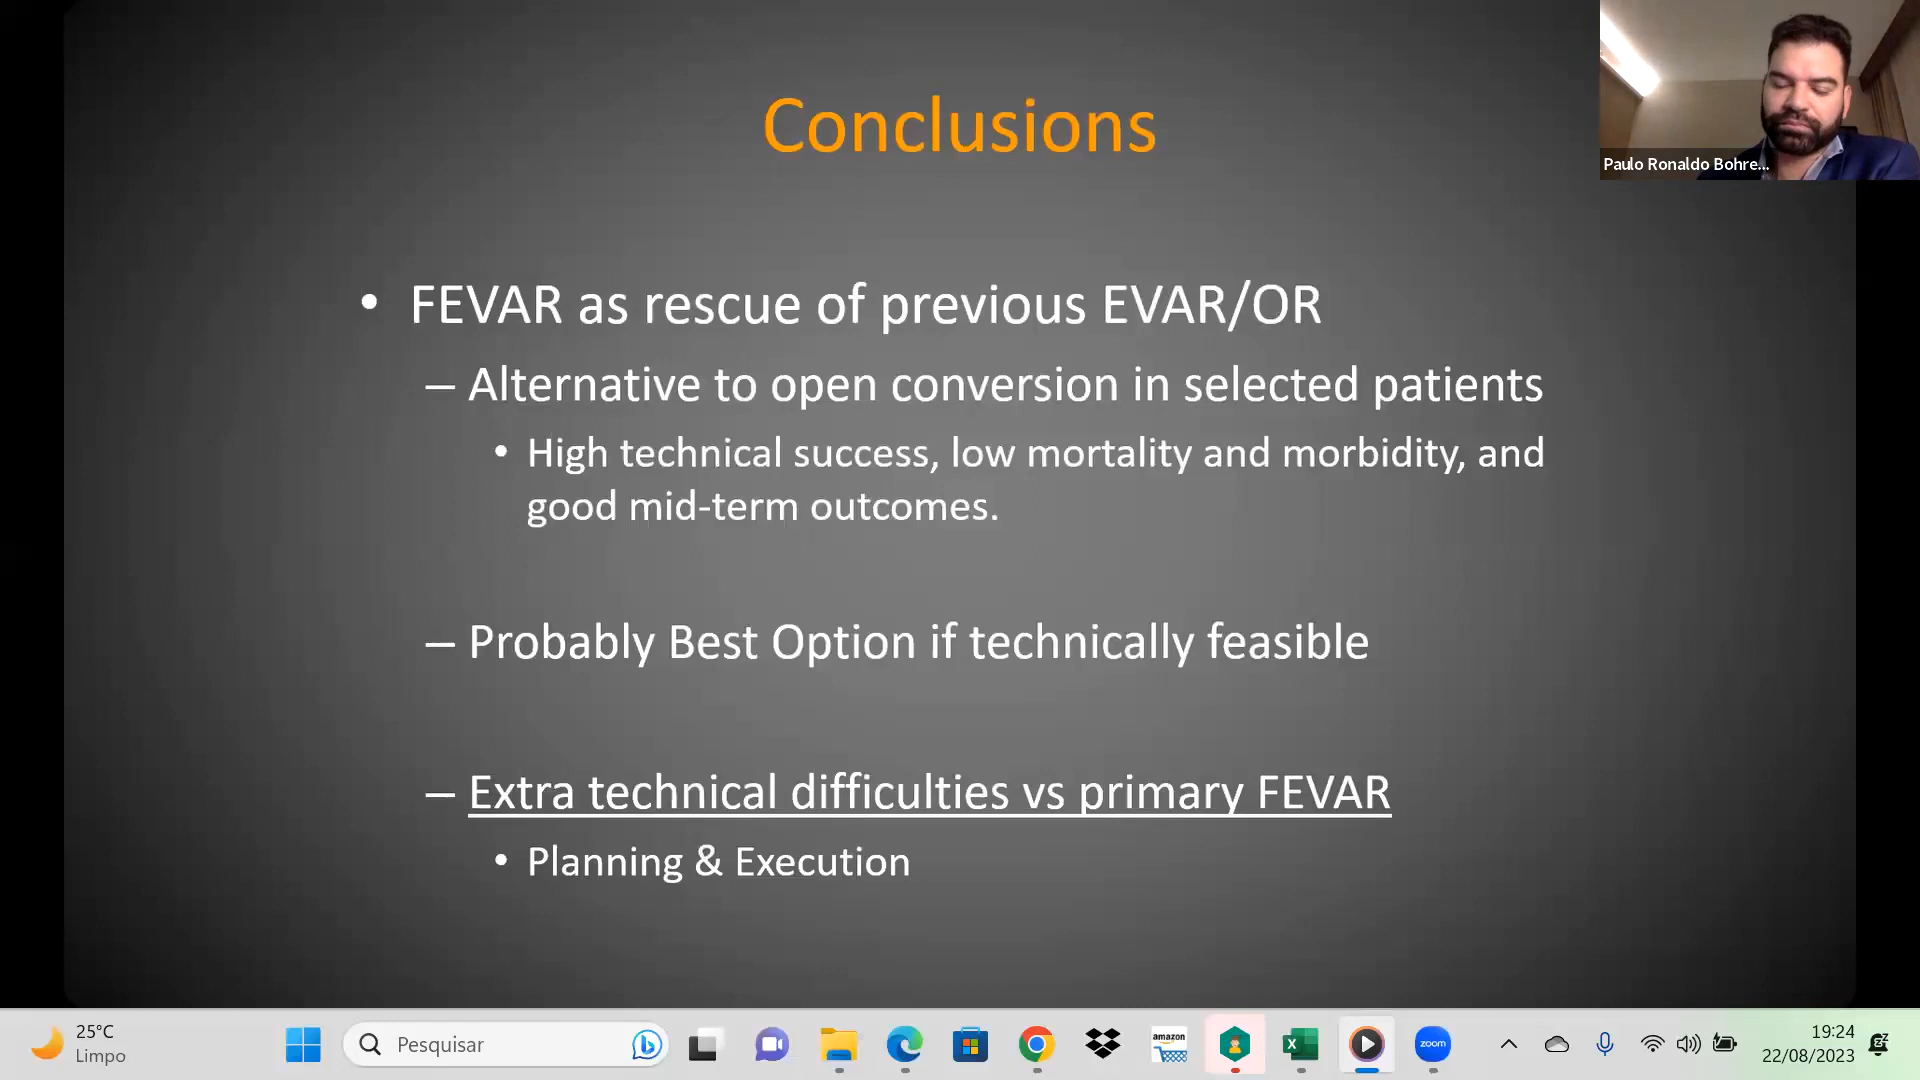 Conclusions
Paulo Ronaldo Bohre...
• FEVAR as rescue of previous EVAR/OR
– Alternative to open conversion in selected patients
• High technical success, low mortality and morbidity, and
good mid-term outcomes.
– Probably Best Option if technically feasible
– Extra technical difficulties vs primary FEVAR
• Planning & Execution
25°C
Limpo
Pesquisar
amazon
zoom
19:24
22/08/2023